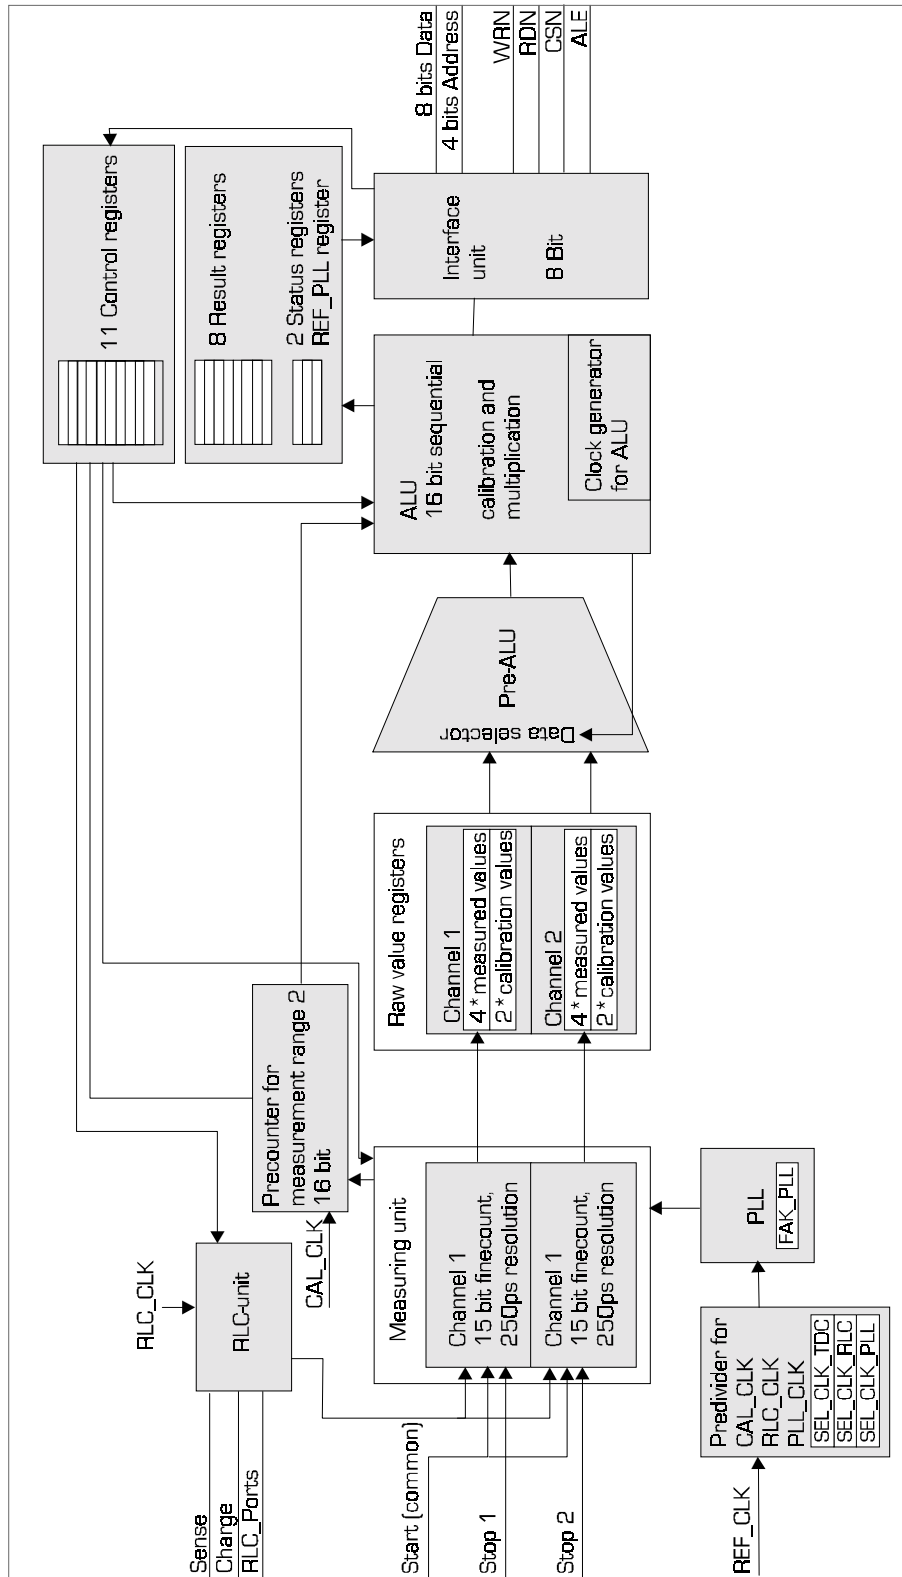 Sense
Charge
RLC_Ports
RLC_CLK
RLC-unit
CAL_CLK
Precounter for
measurement range 2
16 bit
11 Control registers
8 Result registers
2 Status registers
REF_PLL register
Start (common)
Stop 1
Stop 2
Measuring unit
Channel 1
15 bit finecount,
250ps resolution
Channel 1
15 bit finecount,
250ps resolution
Raw value registers
Channel 1
4*measured values
2*calibration values
Channel 2
4*measured values
2*calibration values
Data selector
Pre-ALU
ALU
16 bit sequential
calibration and
multiplication
Clock generator
for ALU
Interface
unit
8 Bit
8 bits Data
4 bits Address
WRN
RDN
CSN
ALE
REF_CLK
Predivider for
CAL_CLK
RLC_CLK
PLL_CLK
SEL_CLK_TDC
SEL_CLK_RLC
SEL_CLK_PLL
PLL
FAK_PLL